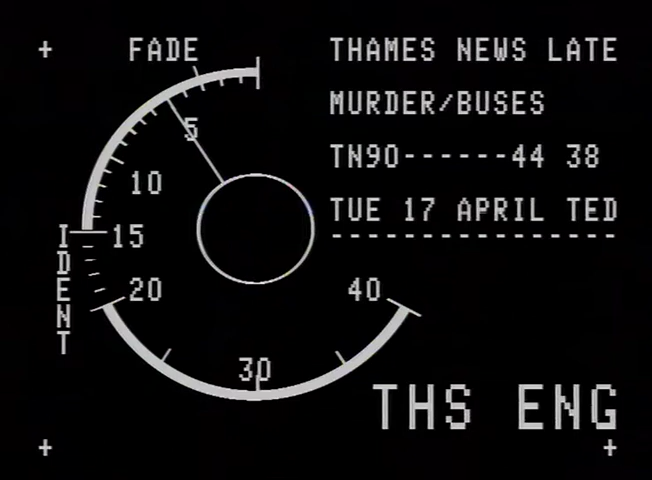 FADE
THAMES NEWS LATE
MURDER/BUSES
5
TN90------44 38
10
TUE 17 APRIL TED
----------------
15
IDENT
20
40
30
THS ENG